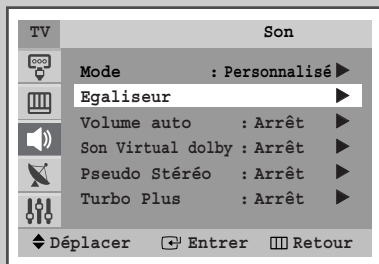 TV Son
Mode : Personnalisé
Egaliseur
Volume auto : Arrêt
Son Virtual dolby : Arrêt
Pseudo Stéréo : Arrêt
Turbo Plus : Arrêt
Déplacer Entrer Retour